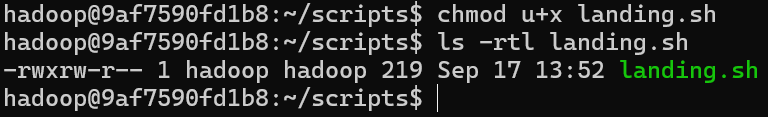 hadoop@9af7590fd1b8:~/scripts$ chmod u+x landing.sh
hadoop@9af7590fd1b8:~/scripts$ ls -rtl landing.sh
-rwxrw-r-- 1 hadoop hadoop 219 Sep 17 13:52 landing.sh
hadoop@9af7590fd1b8:~/scripts$